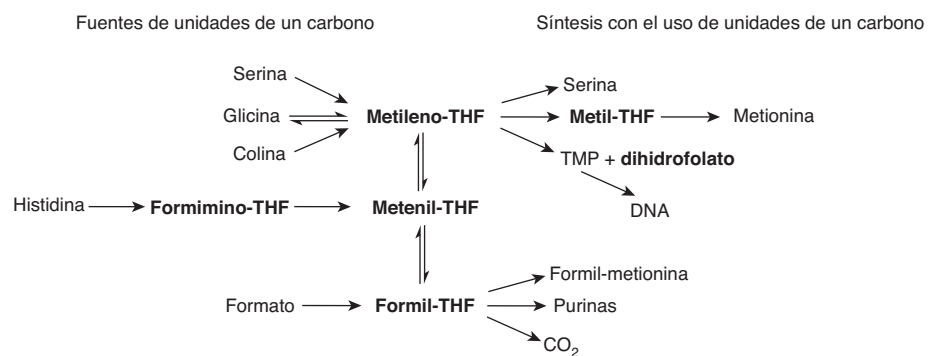 Fuentes de unidades de un carbono
Síntesis con el uso de unidades de un carbono
Serina
Serina
Glicina
Metileno-THF
Metil-THF
Metionina
Colina
TMP + dihidrofolato
DNA
Histidina
Formimino-THF
Metenil-THF
Formil-metionina
Formato
Formil-THF
Purinas
CO₂